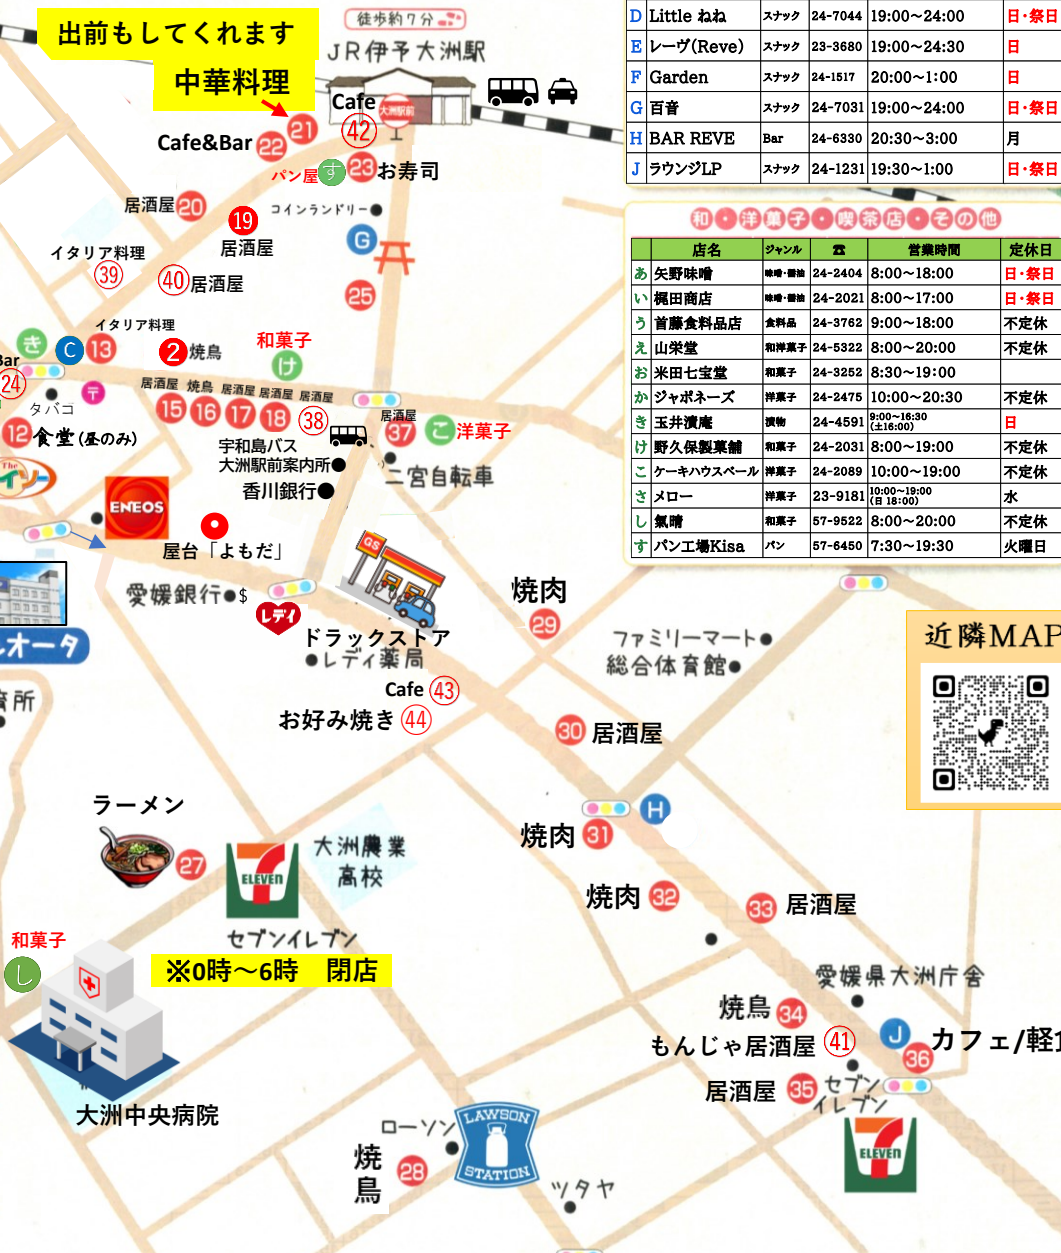 出前もしてくれます
中華料理
徒歩約7分
JR伊予大洲駅
大洲駅前
Cafe
42
21
Cafe&Bar 22
パン屋 す 23 お寿司
居酒屋 20
19
居酒屋
コインランドリー
G
イタリア料理
39
40 居酒屋
25
き C 13
イタリア料理
2 焼鳥
和菓子
け
Bar
24
タバコ
〒
居酒屋 焼鳥 居酒屋 居酒屋 居酒屋
15 16 17 18 38
居酒屋
37 こ 洋菓子
12 食堂(昼のみ)
宇和島バス
大洲駅前案内所
香川銀行
二宮自転車
The
イソー
ENEOS
屋台「よもだ」
愛媛銀行 $
レデイ
GS
ドラックストア
レディ薬局
オータ
所
焼肉
29
ファミリーマート
総合体育館
Cafe 43
お好み焼き 44
30 居酒屋
H
焼肉 31
ラーメン
27
ELEVEN
セブンイレブン
※0時～6時 閉店
大洲農業
高校
焼肉 32
33 居酒屋
和菓子
し
大洲中央病院
愛媛県大洲庁舎
焼鳥 34
もんじゃ居酒屋 41
J
36
カフェ/軽食
居酒屋 35 セブン
イレブン
ELEVEN
ローソン
LAWSON
STATION
焼鳥 28
ツタヤ
D Little ねね スナック 24-7044 19:00～24:00 日・祭日
E レーヴ(Reve) スナック 23-3680 19:00～24:30 日
F Garden スナック 24-1517 20:00～1:00 日
G 百音 スナック 24-7031 19:00～24:00 日・祭日
H BAR REVE Bar 24-6330 20:30～3:00 月
J ラウンジLP スナック 24-1231 19:30～1:00 日・祭日
和・洋菓子・喫茶店・その他
店名 ジャンル ☎ 営業時間 定休日
あ 矢野味噌 味噌・醤油 24-2404 8:00～18:00 日・祭日
い 梶田商店 味噌・醤油 24-2021 8:00～17:00 日・祭日
う 首藤食料品店 食料品 24-3762 9:00～18:00 不定休
え 山栄堂 和洋菓子 24-5322 8:00～20:00 不定休
お 米田七宝堂 和菓子 24-3252 8:30～19:00
か ジャポネーズ 洋菓子 24-2475 10:00～20:30 不定休
き 玉井漬庵 漬物 24-4591 9:00～16:30 (土16:00) 日
け 野久保製菓舗 和菓子 24-2031 8:00～19:00 不定休
こ ケーキハウスベール 洋菓子 24-2089 10:00～19:00 不定休
さ メロー 洋菓子 23-9181 10:00～19:00 (日 18:00) 水
し 氣晴 和菓子 57-9522 8:00～20:00 不定休
す パン工場Kisa パン 57-6450 7:30～19:30 火曜日
近隣MAP